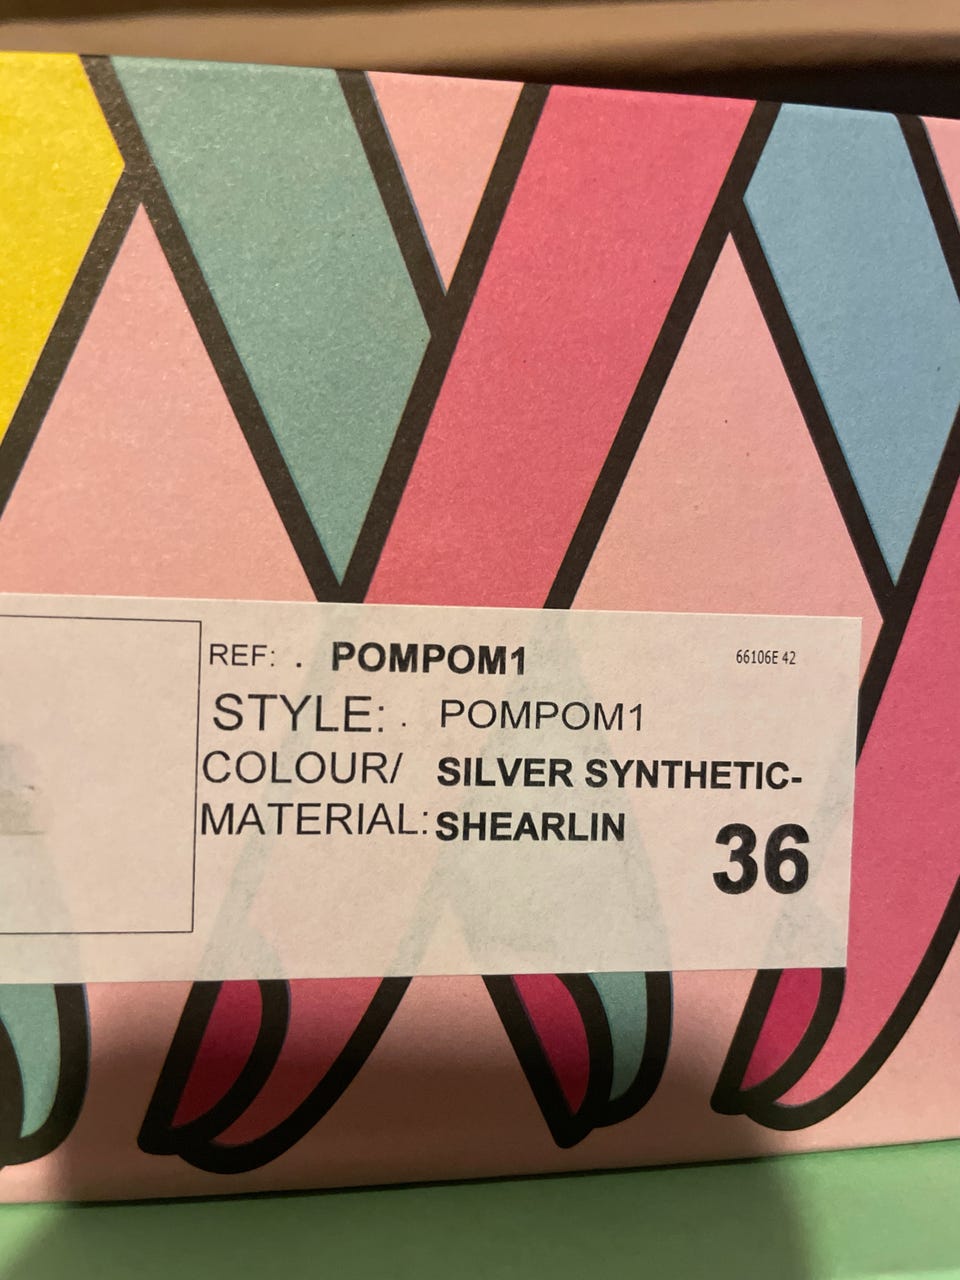 REF: . POMPOM1 66106E 42
STYLE: . POMPOM1
COLOUR/ SILVER SYNTHETIC-
MATERIAL: SHEARLIN
36